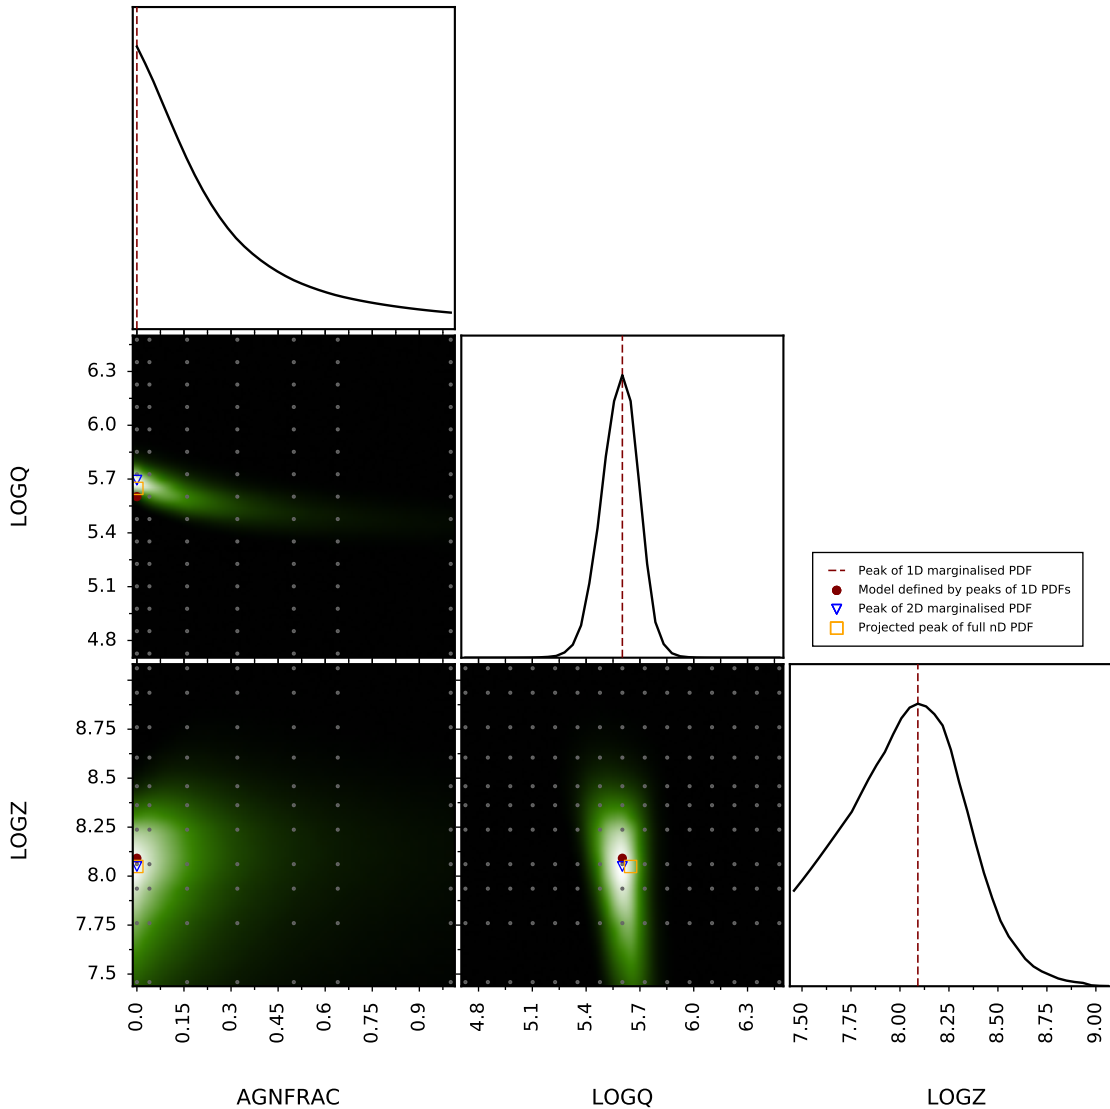 6.3
6.0
5.7
5.4
5.1
4.8
LOGQ
Peak of 1D marginalised PDF
Model defined by peaks of 1D PDFs
Peak of 2D marginalised PDF
Projected peak of full nD PDF
8.75
8.5
8.25
8.0
7.75
7.5
LOGZ
0.0 0.15 0.3 0.45 0.6 0.75 0.9
4.8 5.1 5.4 5.7 6.0 6.3
7.50 7.75 8.00 8.25 8.50 8.75 9.00
AGNFRAC LOGQ LOGZ